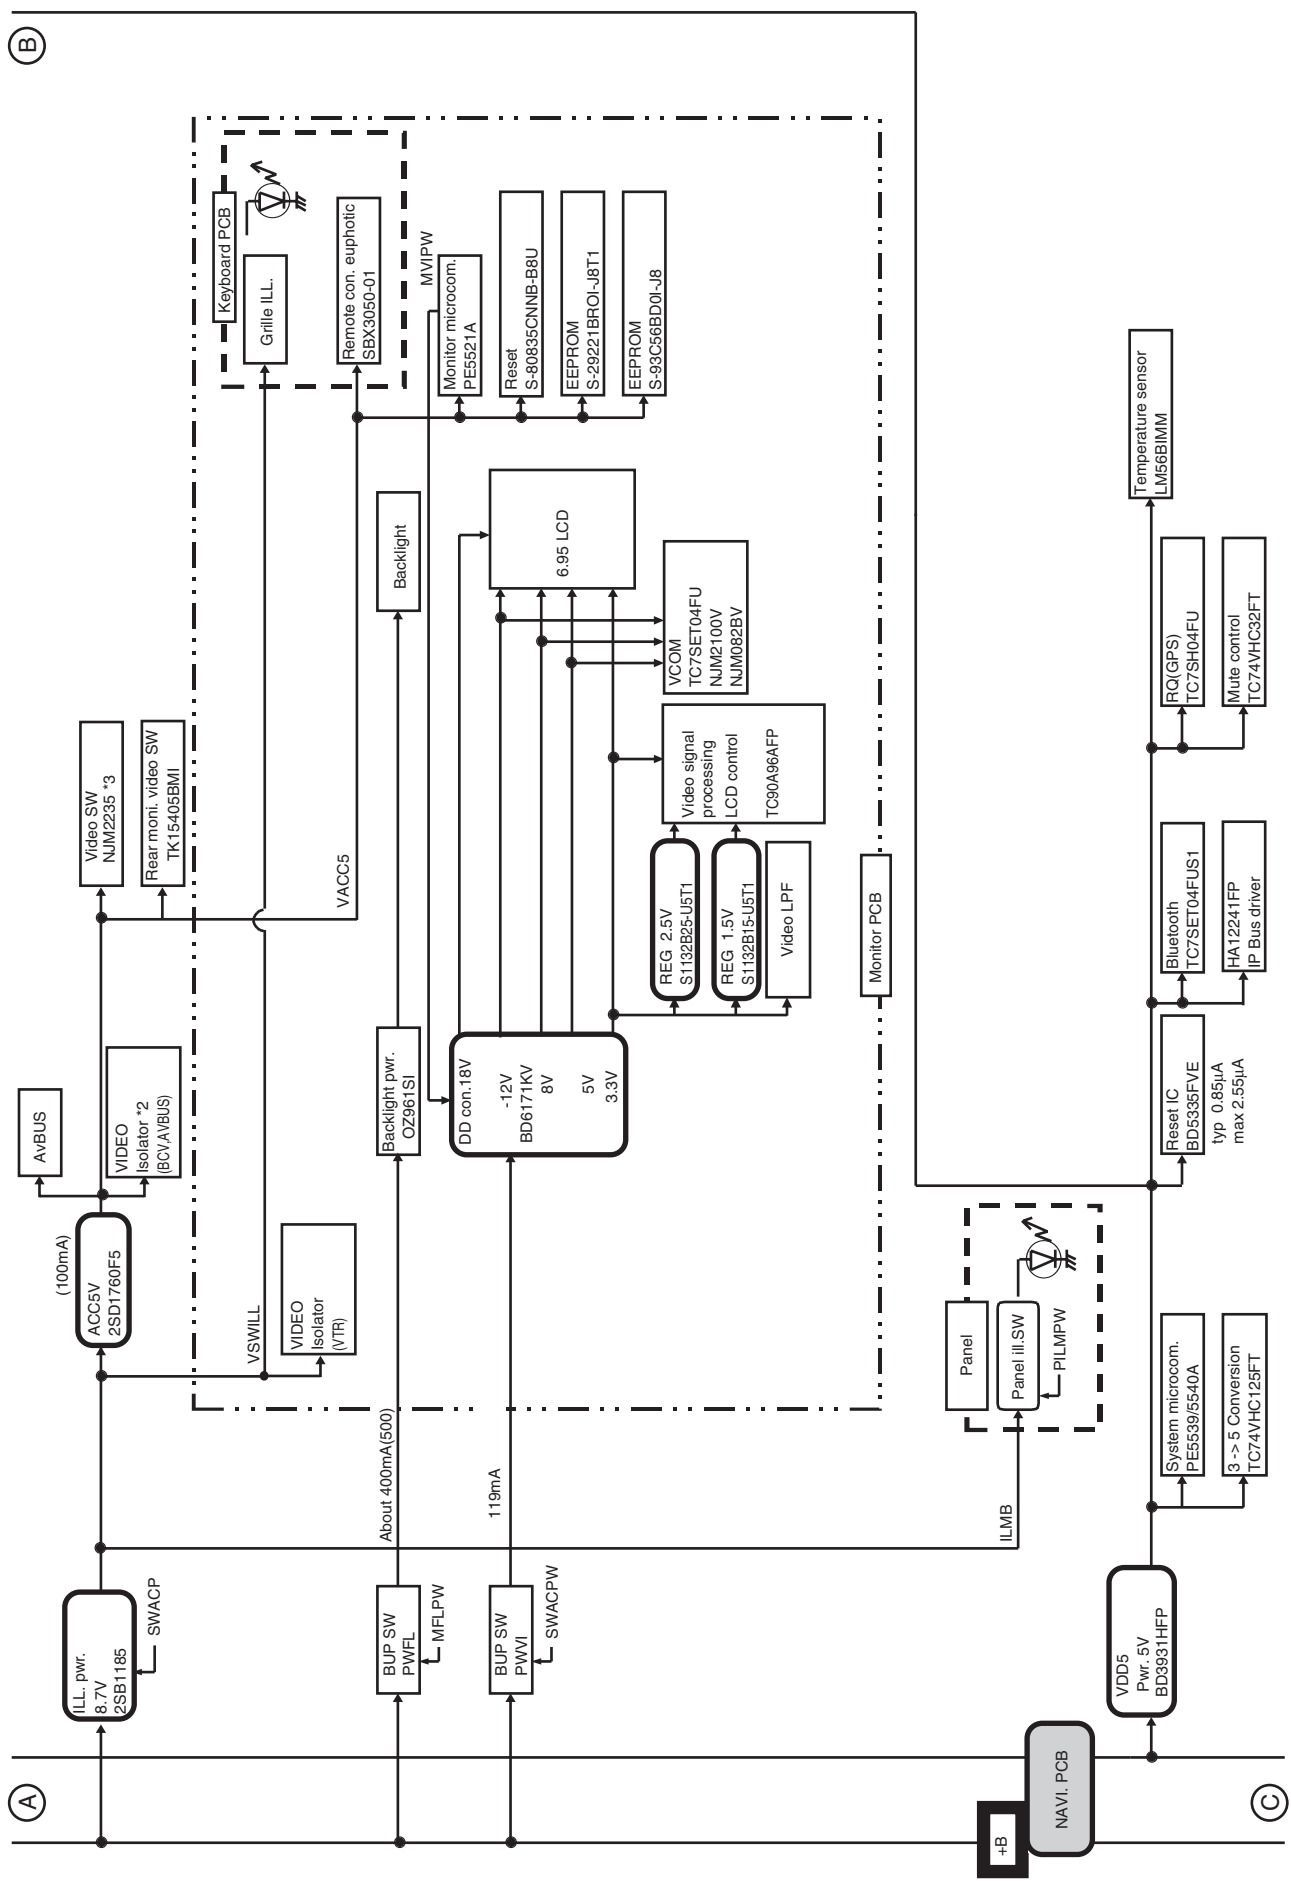 A
B
C
ILL. pwr.
8.7V
2SB1185
SWACP
(100mA)
ACC5V
2SD1760F5
AvBUS
VIDEO
Isolator *2
(BCV,AVBUS)
Video SW
NJM2235 *3
Rear moni. video SW
TK15405BMI
VSWILL
VIDEO
Isolator
(VTR)
VACC5
Keyboard PCB
Grille ILL.
Remote con. euphotic
SBX3050-01
BUP SW
PWFL
MFLPW
About 400mA(500)
Backlight pwr.
OZ961SI
Backlight
MVIPW
Monitor microcom.
PE5521A
Reset
S-80835CNNB-B8U
EEPROM
S-29221BROI-J8T1
EEPROM
S-93C56BD0I-J8
BUP SW
PWVI
SWACPW
119mA
DD con.18V
-12V
BD6171KV
8V
5V
3.3V
6.95 LCD
VCOM
TC7SET04FU
NJM2100V
NJM082BV
REG 2.5V
S1132B25-U5T1
REG 1.5V
S1132B15-U5T1
Video LPF
Video signal
processing
LCD control
TC90A96AFP
Monitor PCB
ILMB
Panel
Panel ill.SW
PILMPW
+B
NAVI. PCB
VDD5
Pwr. 5V
BD3931HFP
System microcom.
PE5539/5540A
3 -> 5 Conversion
TC74VHC125FT
Reset IC
BD5335FVE
typ 0.85μA
max 2.55μA
Bluetooth
TC7SET04FUS1
HA12241FP
IP Bus driver
RQ(GPS)
TC7SH04FU
Mute control
TC74VHC32FT
Temperature sensor
LM56BIMM